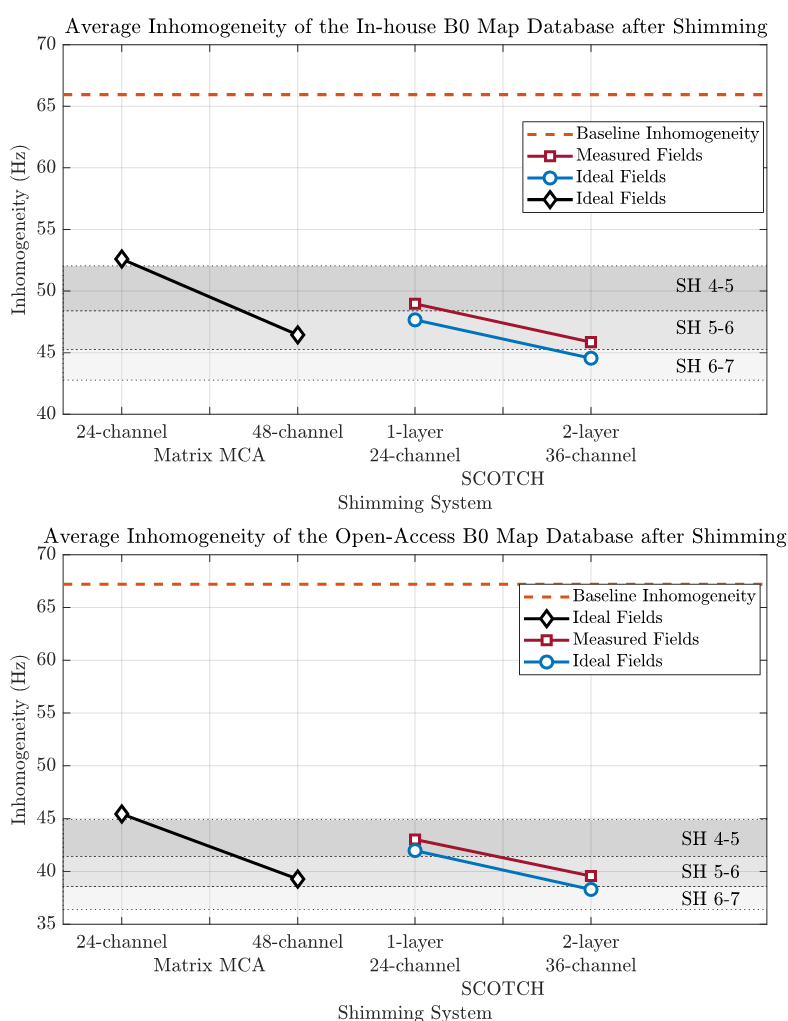 Average Inhomogeneity of the In-house B0 Map Database after Shimming
70
65
60
55
50
45
40
Inhomogeneity (Hz)
Baseline Inhomogeneity
Measured Fields
Ideal Fields
Ideal Fields
SH 4-5
SH 5-6
SH 6-7
24-channel 48-channel 1-layer 2-layer
Matrix MCA 24-channel 36-channel
SCOTCH
Shimming System
Average Inhomogeneity of the Open-Access B0 Map Database after Shimming
70
65
60
55
50
45
40
35
Inhomogeneity (Hz)
Baseline Inhomogeneity
Ideal Fields
Measured Fields
Ideal Fields
SH 4-5
SH 5-6
SH 6-7
24-channel 48-channel 1-layer 2-layer
Matrix MCA 24-channel 36-channel
SCOTCH
Shimming System